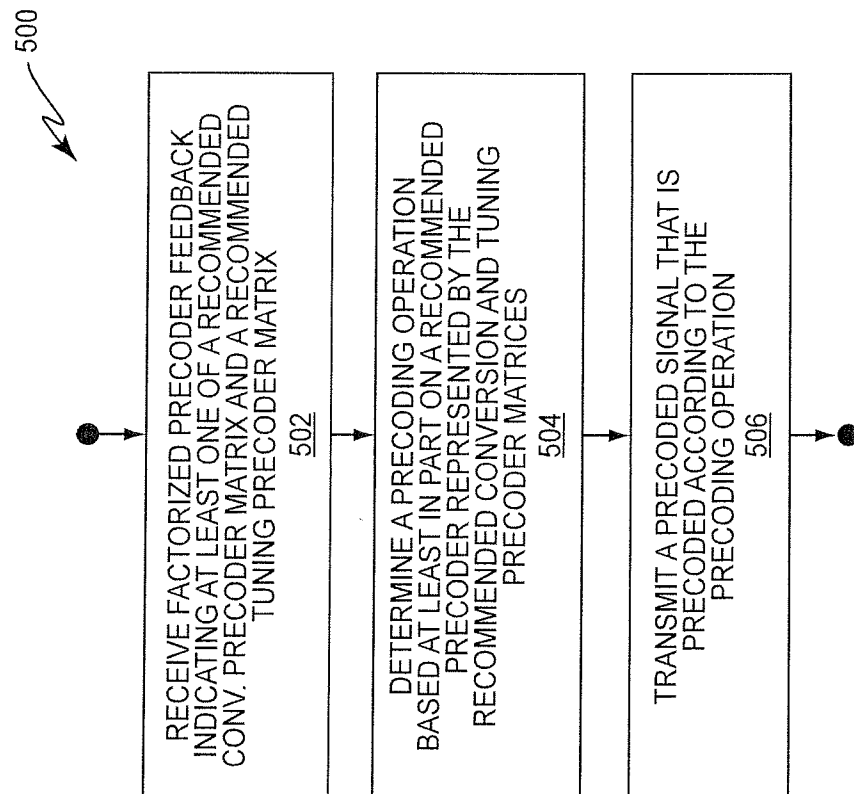 500
RECEIVE FACTORIZED PRECODER FEEDBACK
INDICATING AT LEAST ONE OF A RECOMMENDED
CONV. PRECODER MATRIX AND A RECOMMENDED
TUNING PRECODER MATRIX
502
DETERMINE A PRECODING OPERATION
BASED AT LEAST IN PART ON A RECOMMENDED
PRECODER REPRESENTED BY THE
RECOMMENDED CONVERSION AND TUNING
PRECODER MATRICES
504
TRANSMIT A PRECODED SIGNAL THAT IS
PRECODED ACCORDING TO THE
PRECODING OPERATION
506